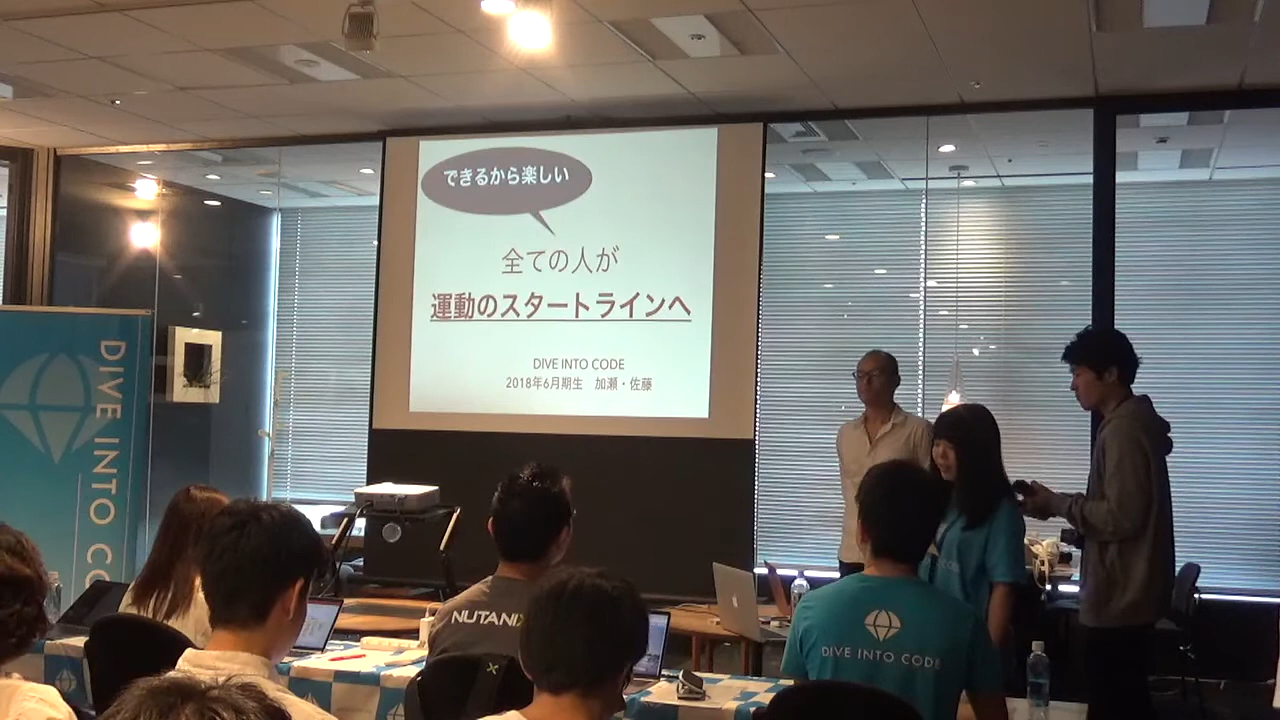 できるから楽しい
全ての人が
運動のスタートラインへ
DIVE INTO CODE
2018年6月期生 加瀬・佐藤
DIVE INTO CO
NUTANIX
DIVE INTO CODE